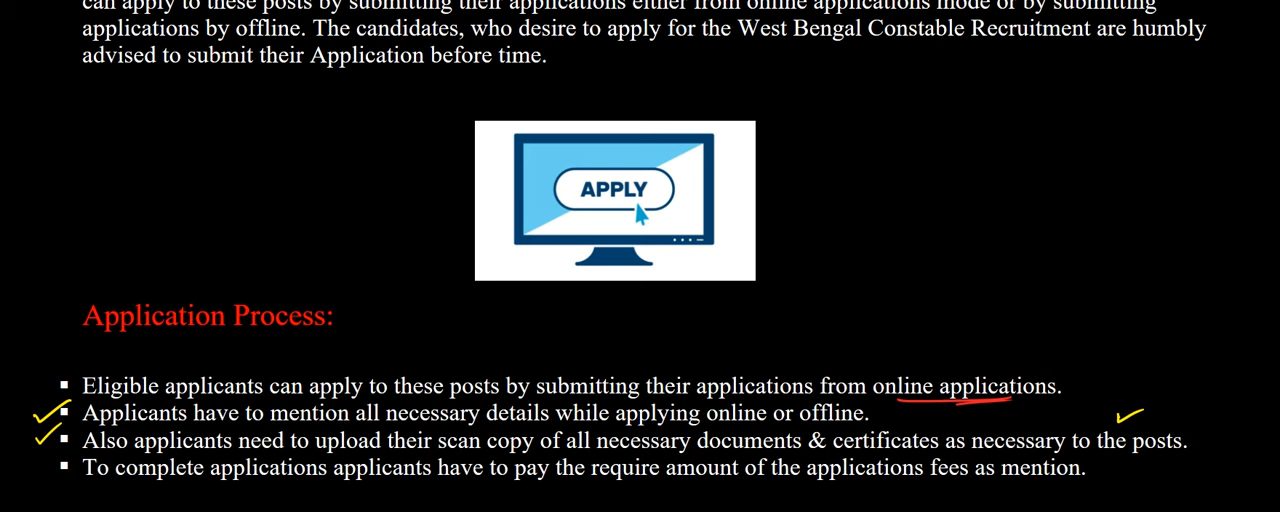 can apply to these posts by submitting their applications either from online applications mode or by submitting
applications by offline. The candidates, who desire to apply for the West Bengal Constable Recruitment are humbly
advised to submit their Application before time.
APPLY
Application Process:
▪ Eligible applicants can apply to these posts by submitting their applications from online applications.
▪ Applicants have to mention all necessary details while applying online or offline.
▪ Also applicants need to upload their scan copy of all necessary documents & certificates as necessary to the posts.
▪ To complete applications applicants have to pay the require amount of the applications fees as mention.